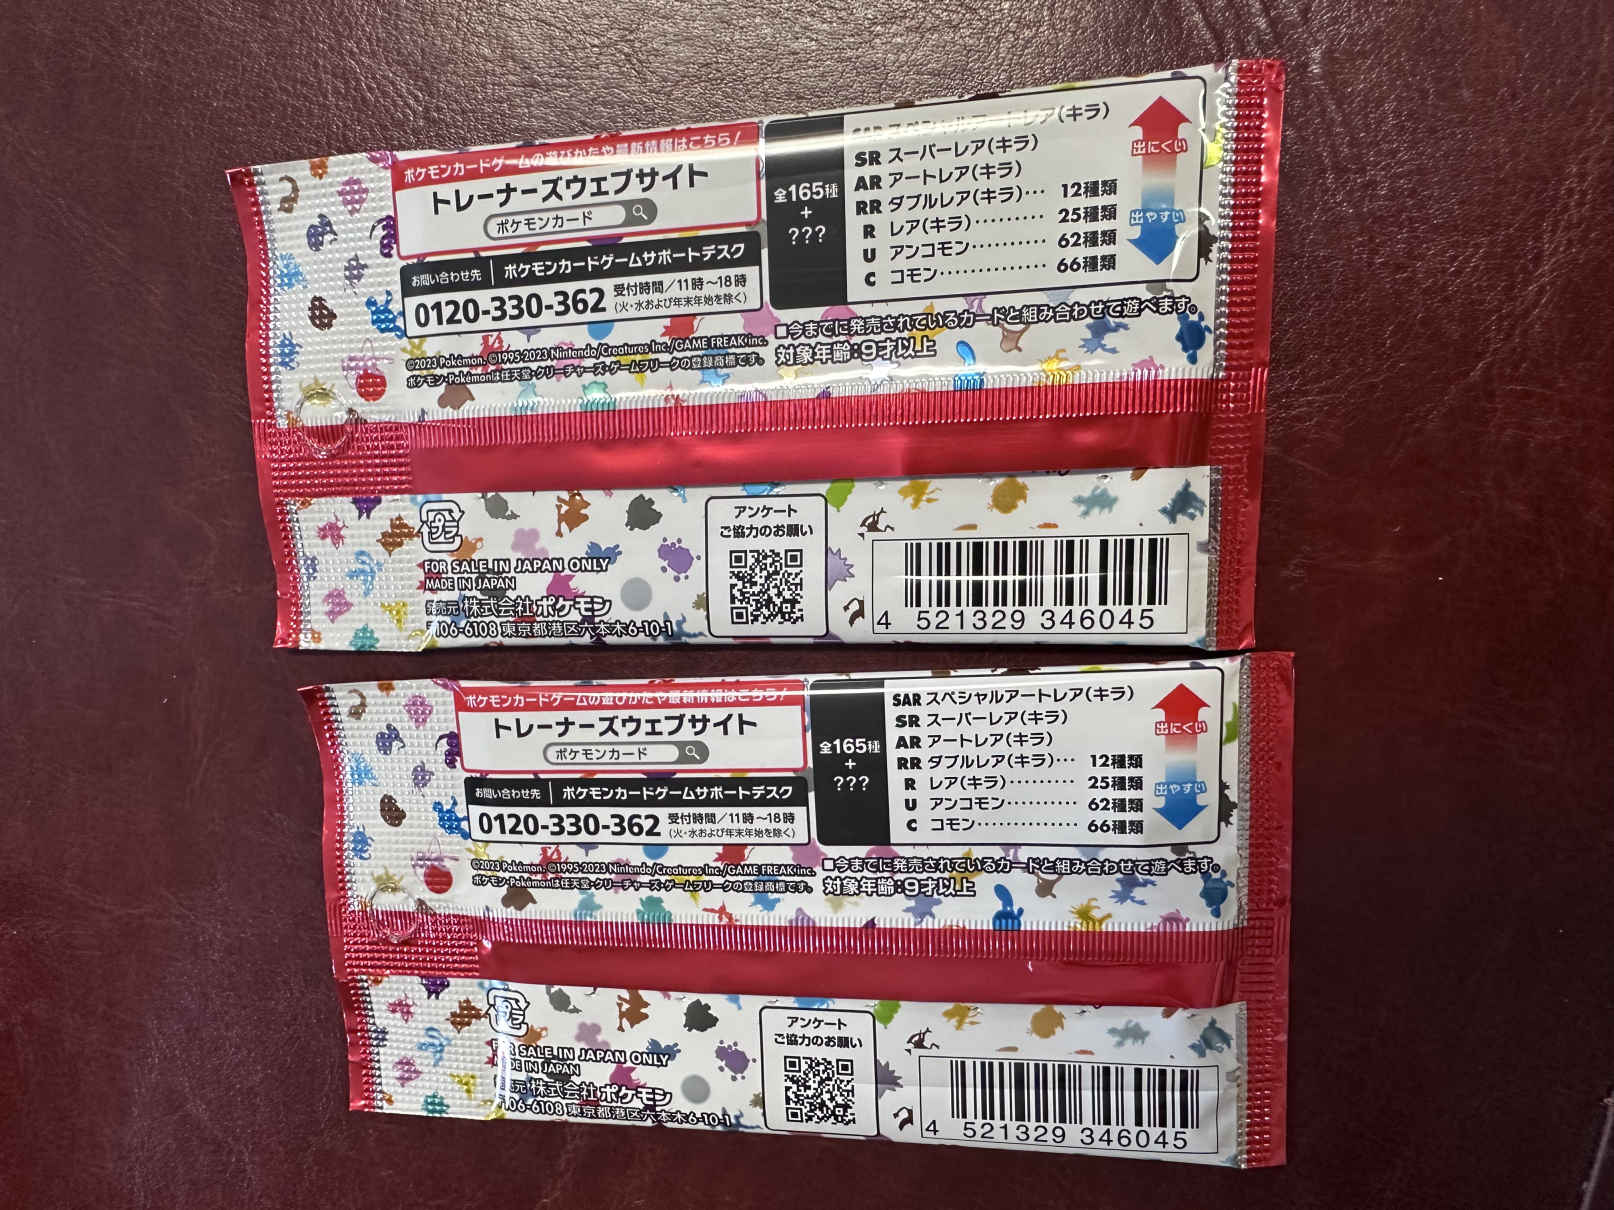 ポケモンカードゲームの遊びかたや最新情報はこちら!
トレーナーズウェブサイト
ポケモンカード
お問い合わせ先 ポケモンカードゲームサポートデスク
0120-330-362 受付時間/11時〜18時
(火・水および年末年始を除く)
©2023 Pokémon. ©1995-2023 Nintendo/Creatures Inc./GAME FREAK inc.
ポケモン・Pokémonは任天堂・クリーチャーズ・ゲームフリークの登録商標です。
全165種
+
???
SAR スペシャルアートレア(キラ)
SR スーパーレア(キラ)
AR アートレア(キラ)
RR ダブルレア(キラ)… 12種類
R レア(キラ)……… 25種類
U アンコモン………… 62種類
C コモン…………… 66種類
出にくい
出やすい
■今までに発売されているカードと組み合わせて遊べます。
対象年齢:9才以上
プラ
FOR SALE IN JAPAN ONLY
MADE IN JAPAN
発売元 株式会社ポケモン
〒106-6108 東京都港区六本木6-10-1
アンケート
ご協力のお願い
4 521329 346045
ポケモンカードゲームの遊びかたや最新情報はこちら!
トレーナーズウェブサイト
ポケモンカード
お問い合わせ先 ポケモンカードゲームサポートデスク
0120-330-362 受付時間/11時〜18時
(火・水および年末年始を除く)
©2023 Pokémon. ©1995-2023 Nintendo/Creatures Inc./GAME FREAK inc.
ポケモン・Pokémonは任天堂・クリーチャーズ・ゲームフリークの登録商標です。
全165種
+
???
SAR スペシャルアートレア(キラ)
SR スーパーレア(キラ)
AR アートレア(キラ)
RR ダブルレア(キラ)… 12種類
R レア(キラ)……… 25種類
U アンコモン………… 62種類
C コモン…………… 66種類
出にくい
出やすい
■今までに発売されているカードと組み合わせて遊べます。
対象年齢:9才以上
プラ
FOR SALE IN JAPAN ONLY
MADE IN JAPAN
発売元 株式会社ポケモン
〒106-6108 東京都港区六本木6-10-1
アンケート
ご協力のお願い
4 521329 346045